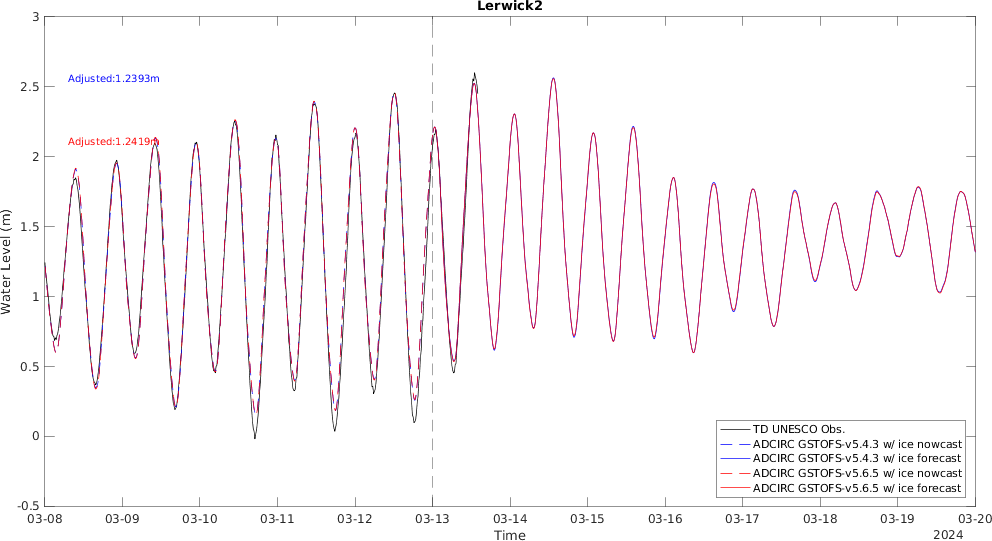 Lerwick2
3
2.5
2
1.5
1
0.5
0
-0.5
Water Level (m)
Adjusted:1.2393m
Adjusted:1.2419m
TD UNESCO Obs.
ADCIRC GSTOFS-v5.4.3 w/ ice nowcast
ADCIRC GSTOFS-v5.4.3 w/ ice forecast
ADCIRC GSTOFS-v5.6.5 w/ ice nowcast
ADCIRC GSTOFS-v5.6.5 w/ ice forecast
03-08 03-09 03-10 03-11 03-12 03-13 03-14 03-15 03-16 03-17 03-18 03-19 03-20
Time
2024